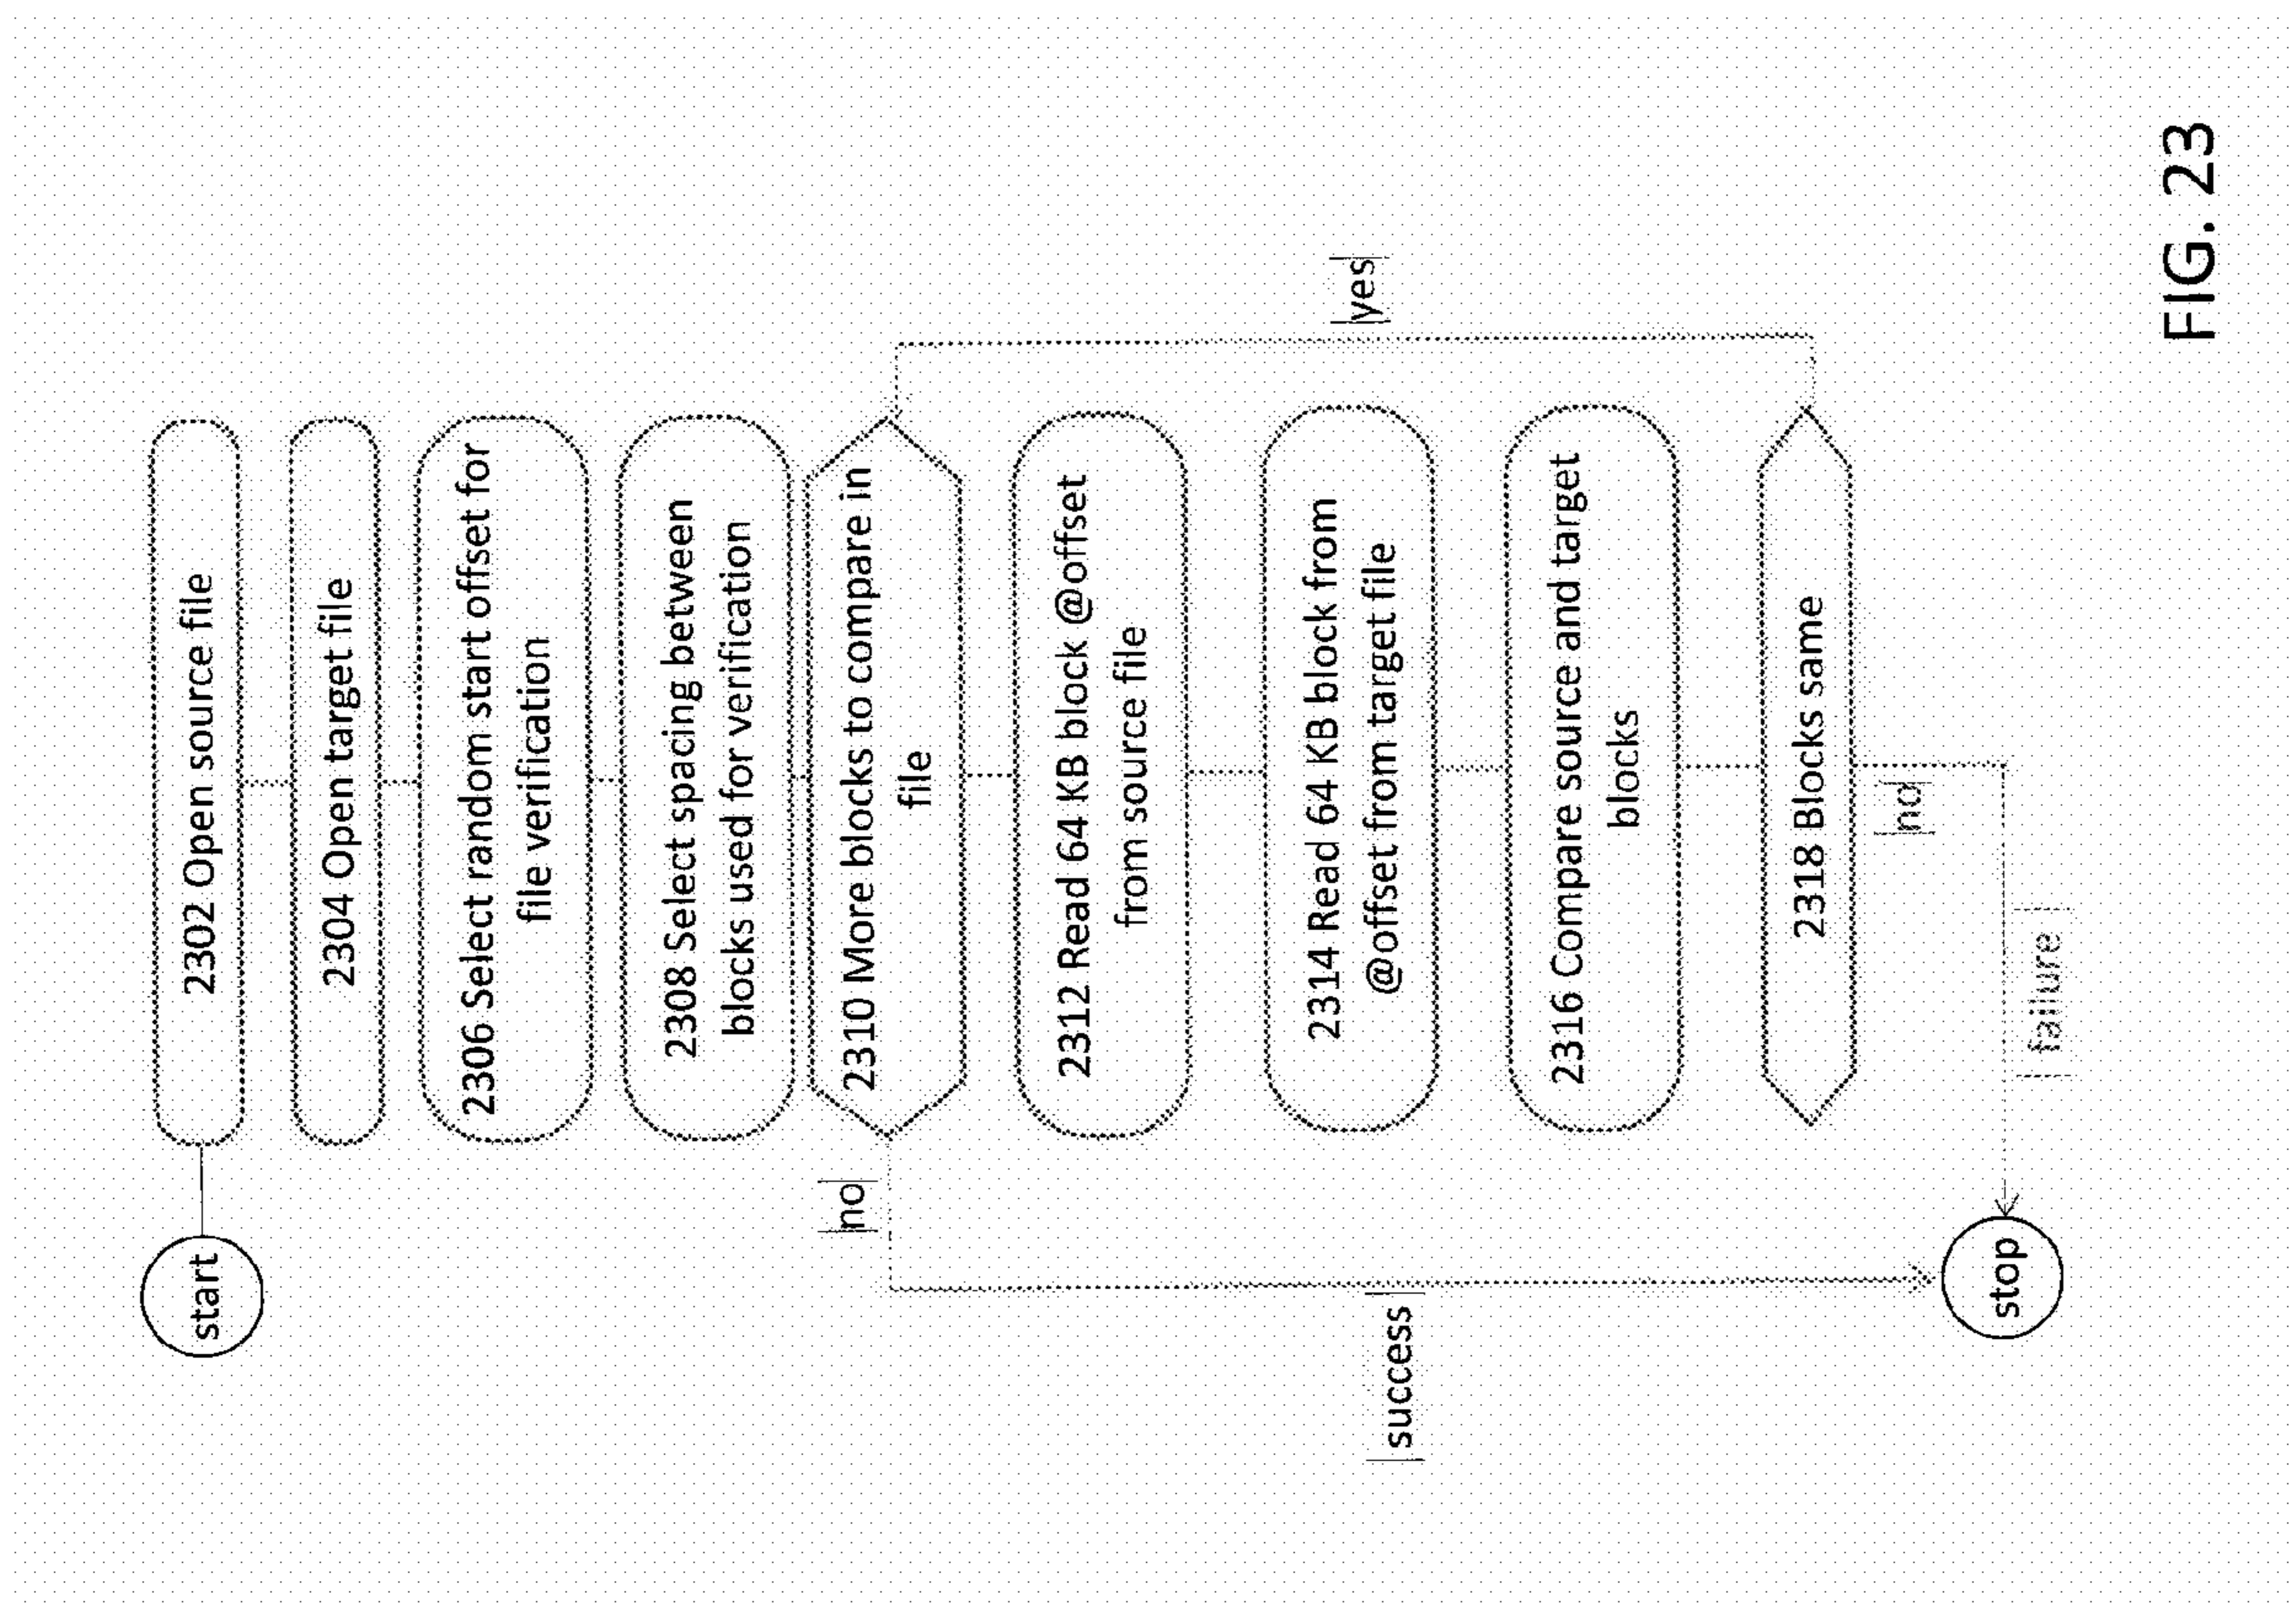 start
2302 Open source file
2304 Open target file
2306 Select random start offset for
file verification
2308 Select spacing between
blocks used for verification
2310 More blocks to compare in
file
no
2312 Read 64 KB block @offset
from source file
2314 Read 64 KB block from
@offset from target file
yes
success
2316 Compare source and target
blocks
2318 Blocks same
no
failure
stop
FIG. 23